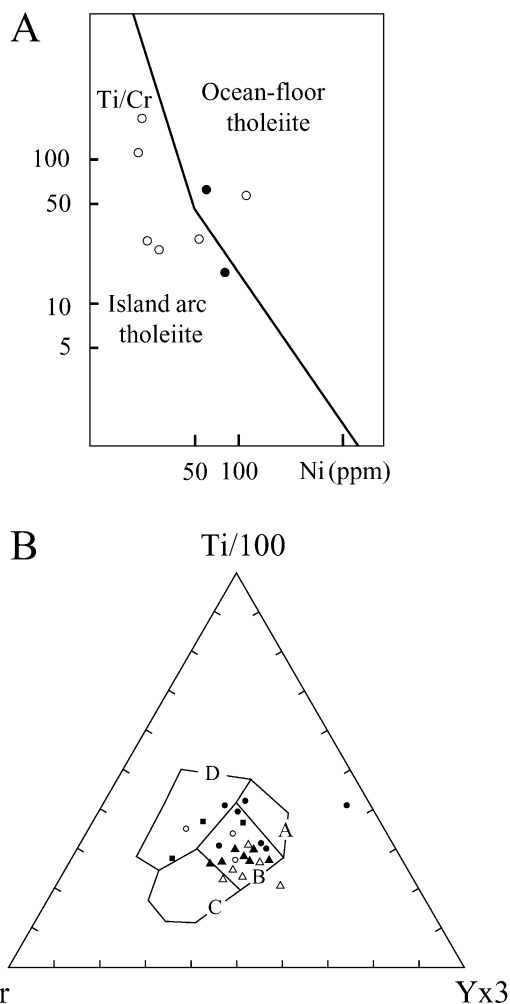 A
Ti/Cr
Ocean-floor
tholeiite
100
50
10
5
Island arc
tholeiite
50 100 Ni(ppm)
B
Ti/100
D
A
B
C
r
Yx3